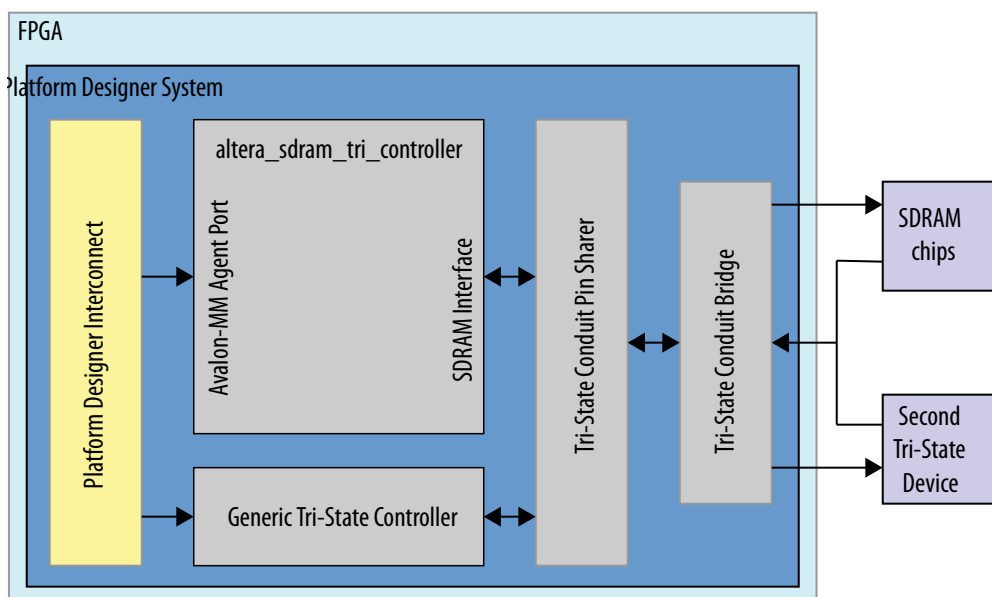 FPGA
Platform Designer System
Platform Designer Interconnect
altera_sdram_tri_controller
Avalon-MM Agent Port
SDRAM Interface
Generic Tri-State Controller
Tri-State Conduit Pin Sharer
Tri-State Conduit Bridge
SDRAM
chips
Second
Tri-State
Device